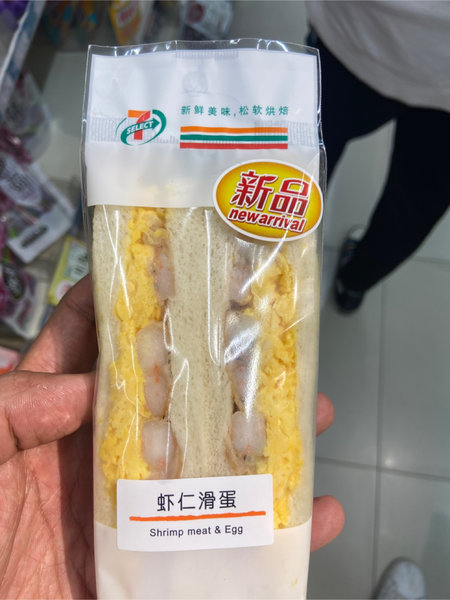 7
SELECT
新鲜美味,松软烘焙
新品
new arrival
虾仁滑蛋
Shrimp meat & Egg